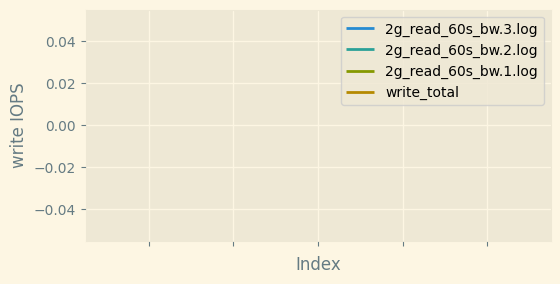 2g_read_60s_bw.3.log
2g_read_60s_bw.2.log
2g_read_60s_bw.1.log
write_total
0.04
0.02
0.00
−0.02
−0.04
write IOPS
Index